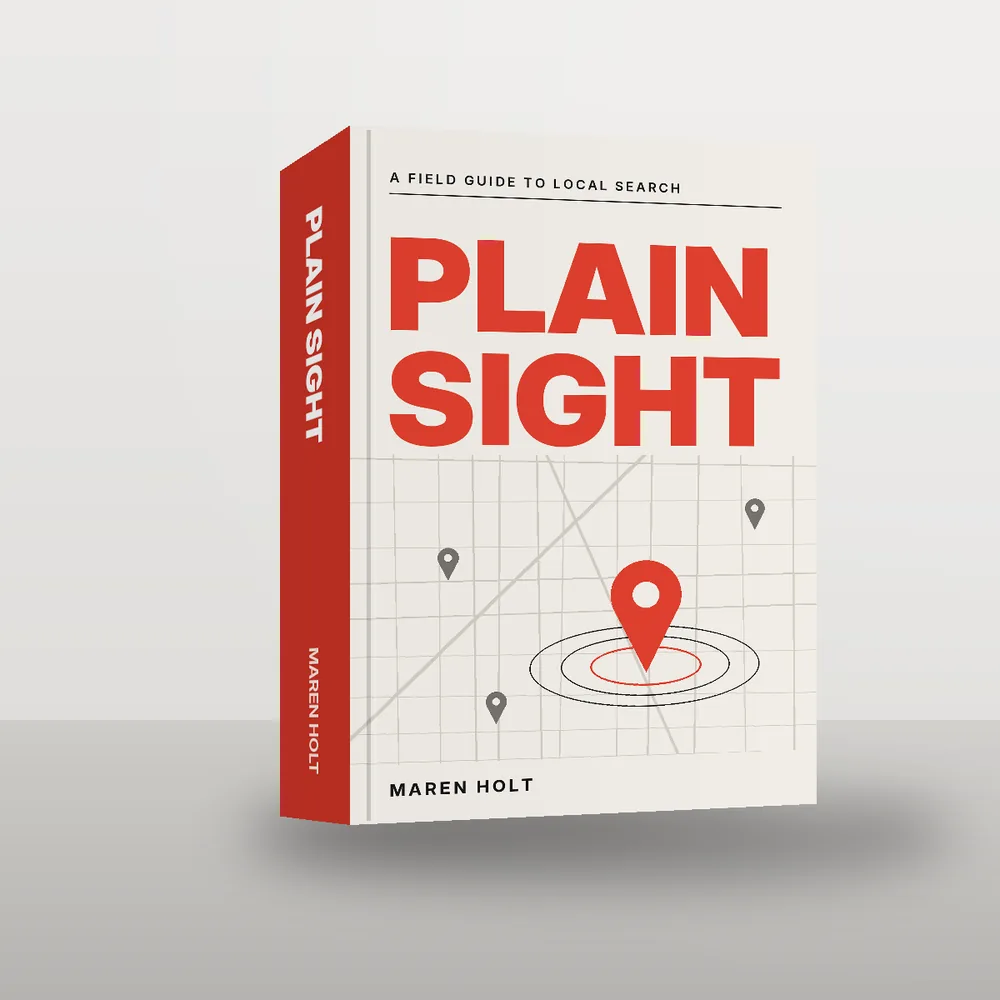 A FIELD GUIDE TO LOCAL SEARCH
PLAIN
SIGHT
MAREN HOLT
PLAIN SIGHT
MAREN HOLT